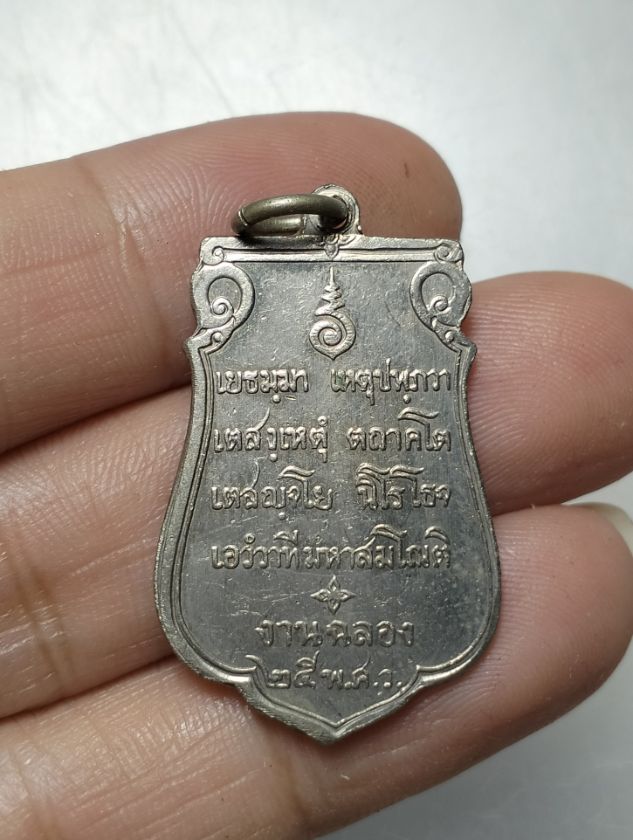 เยธมฺมา เหตุปฺพฺภวา
เตสํงฺเหตุํ ตถาคโต
เตสญฺจโย นิโรโธจ
เอวํวาทีมหาสมโณติ
งานฉลอง
๒๕ พ.ศ.ว.